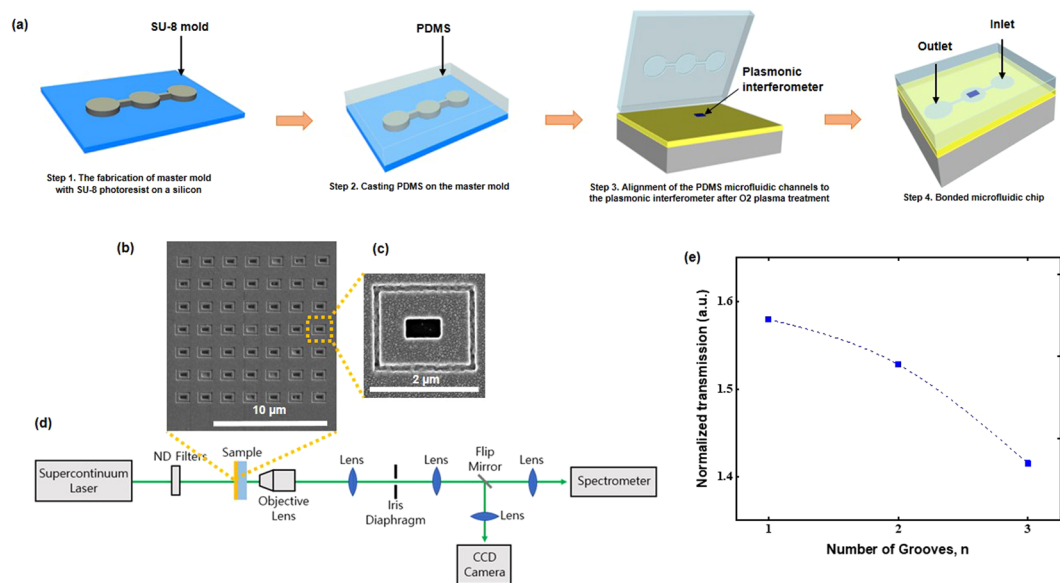 (a)
SU-8 mold
Step 1. The fabrication of master mold
with SU-8 photoresist on a silicon
PDMS
Step 2. Casting PDMS on the master mold
Plasmonic
interferometer
Step 3. Alignment of the PDMS microfluidic channels to
the plasmonic interferometer after O2 plasma treatment
Outlet
Inlet
Step 4. Bonded microfluidic chip
(b)
10 µm
(c)
2 µm
(d)
Supercontinuum
Laser
ND Filters
Sample
Objective
Lens
Lens
Iris
Diaphragm
Lens
Flip
Mirror
Lens
Spectrometer
Lens
CCD
Camera
(e)
Normalized transmission (a.u.)
1.6
1.5
1.4
1
2
3
Number of Grooves, n